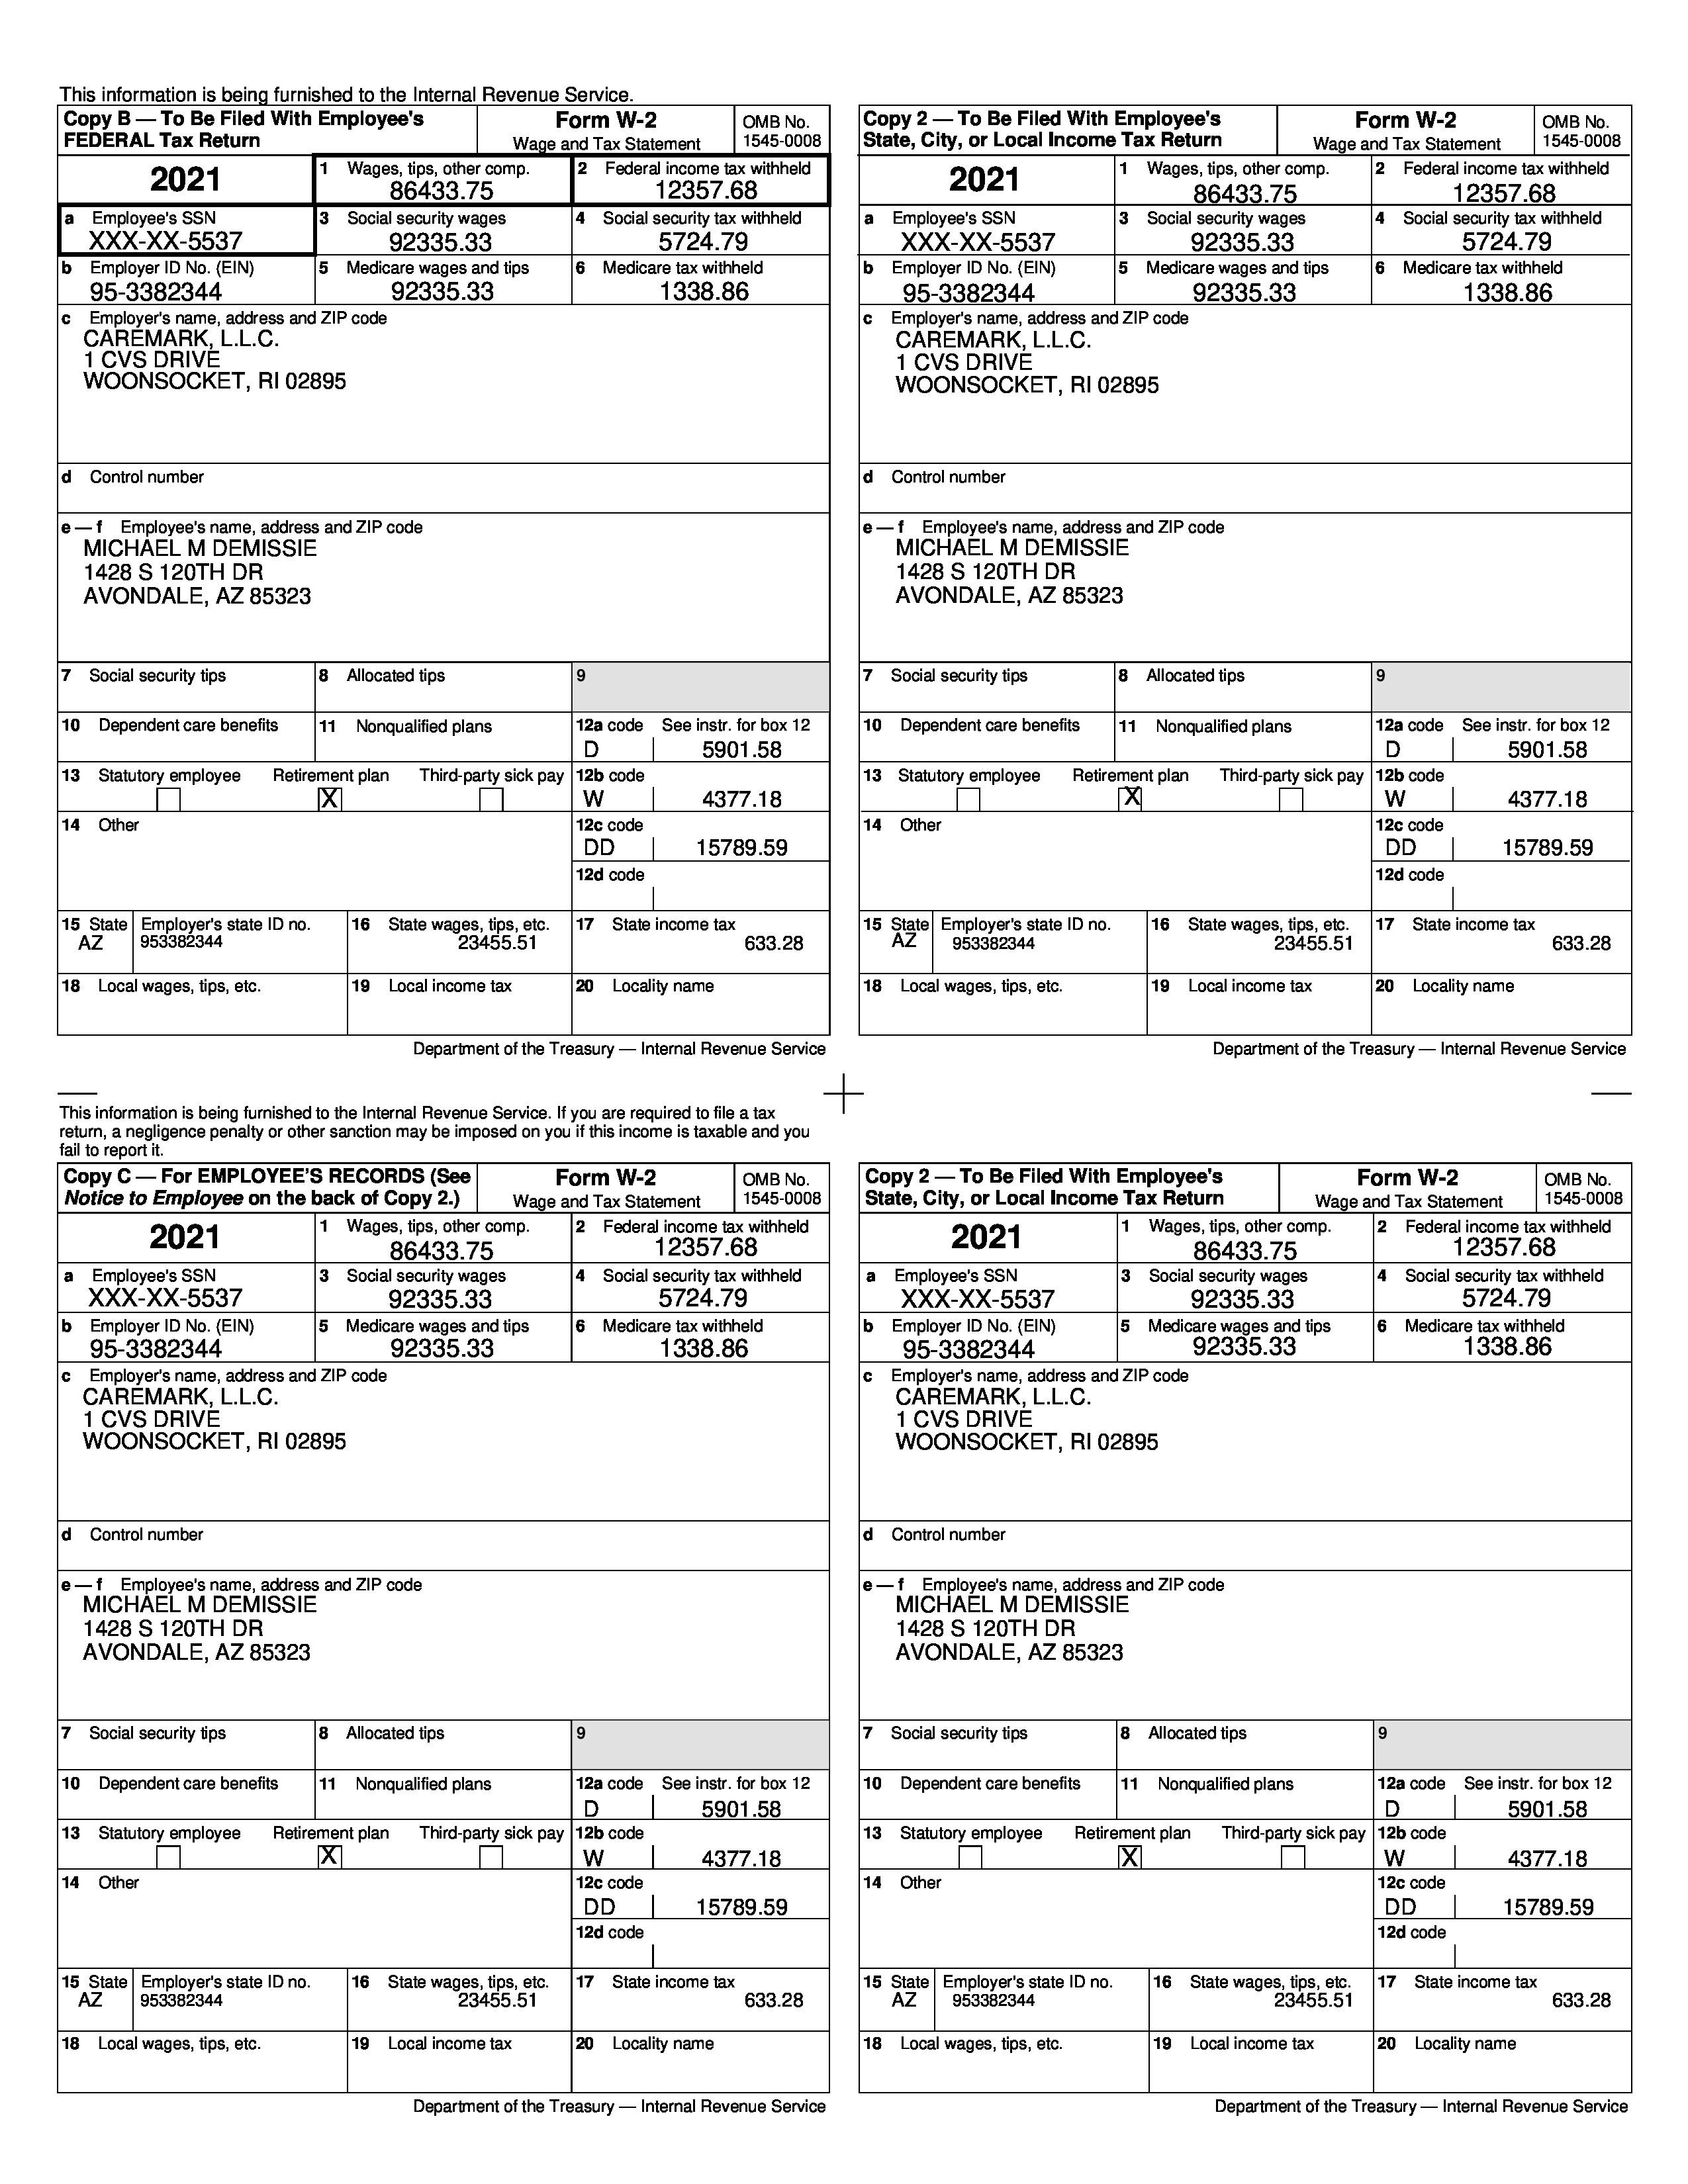 This information is being furnished to the Internal Revenue Service.
Copy B — To Be Filed With Employee's
FEDERAL Tax Return
Form W-2
Wage and Tax Statement
OMB No.
1545-0008
2021
1 Wages, tips, other comp.
86433.75
2 Federal income tax withheld
12357.68
a Employee's SSN
XXX-XX-5537
3 Social security wages
92335.33
4 Social security tax withheld
5724.79
b Employer ID No. (EIN)
95-3382344
5 Medicare wages and tips
92335.33
6 Medicare tax withheld
1338.86
c Employer's name, address and ZIP code
CAREMARK, L.L.C.
1 CVS DRIVE
WOONSOCKET, RI 02895
d Control number
e — f Employee's name, address and ZIP code
MICHAEL M DEMISSIE
1428 S 120TH DR
AVONDALE, AZ 85323
7 Social security tips
8 Allocated tips
9
10 Dependent care benefits
11 Nonqualified plans
12a code See instr. for box 12
D 5901.58
13 Statutory employee Retirement plan Third-party sick pay
X
12b code
W 4377.18
14 Other
12c code
DD 15789.59
12d code
15 State Employer's state ID no.
AZ 953382344
16 State wages, tips, etc.
23455.51
17 State income tax
633.28
18 Local wages, tips, etc.
19 Local income tax
20 Locality name
Department of the Treasury — Internal Revenue Service
Copy 2 — To Be Filed With Employee's
State, City, or Local Income Tax Return
Form W-2
Wage and Tax Statement
OMB No.
1545-0008
2021
1 Wages, tips, other comp.
86433.75
2 Federal income tax withheld
12357.68
a Employee's SSN
XXX-XX-5537
3 Social security wages
92335.33
4 Social security tax withheld
5724.79
b Employer ID No. (EIN)
95-3382344
5 Medicare wages and tips
92335.33
6 Medicare tax withheld
1338.86
c Employer's name, address and ZIP code
CAREMARK, L.L.C.
1 CVS DRIVE
WOONSOCKET, RI 02895
d Control number
e — f Employee's name, address and ZIP code
MICHAEL M DEMISSIE
1428 S 120TH DR
AVONDALE, AZ 85323
7 Social security tips
8 Allocated tips
9
10 Dependent care benefits
11 Nonqualified plans
12a code See instr. for box 12
D 5901.58
13 Statutory employee Retirement plan Third-party sick pay
X
12b code
W 4377.18
14 Other
12c code
DD 15789.59
12d code
15 State Employer's state ID no.
AZ 953382344
16 State wages, tips, etc.
23455.51
17 State income tax
633.28
18 Local wages, tips, etc.
19 Local income tax
20 Locality name
Department of the Treasury — Internal Revenue Service
This information is being furnished to the Internal Revenue Service. If you are required to file a tax
return, a negligence penalty or other sanction may be imposed on you if this income is taxable and you
fail to report it.
Copy C — For EMPLOYEE'S RECORDS (See
Notice to Employee on the back of Copy 2.)
Form W-2
Wage and Tax Statement
OMB No.
1545-0008
2021
1 Wages, tips, other comp.
86433.75
2 Federal income tax withheld
12357.68
a Employee's SSN
XXX-XX-5537
3 Social security wages
92335.33
4 Social security tax withheld
5724.79
b Employer ID No. (EIN)
95-3382344
5 Medicare wages and tips
92335.33
6 Medicare tax withheld
1338.86
c Employer's name, address and ZIP code
CAREMARK, L.L.C.
1 CVS DRIVE
WOONSOCKET, RI 02895
d Control number
e — f Employee's name, address and ZIP code
MICHAEL M DEMISSIE
1428 S 120TH DR
AVONDALE, AZ 85323
7 Social security tips
8 Allocated tips
9
10 Dependent care benefits
11 Nonqualified plans
12a code See instr. for box 12
D 5901.58
13 Statutory employee Retirement plan Third-party sick pay
X
12b code
W 4377.18
14 Other
12c code
DD 15789.59
12d code
15 State Employer's state ID no.
AZ 953382344
16 State wages, tips, etc.
23455.51
17 State income tax
633.28
18 Local wages, tips, etc.
19 Local income tax
20 Locality name
Department of the Treasury — Internal Revenue Service
Copy 2 — To Be Filed With Employee's
State, City, or Local Income Tax Return
Form W-2
Wage and Tax Statement
OMB No.
1545-0008
2021
1 Wages, tips, other comp.
86433.75
2 Federal income tax withheld
12357.68
a Employee's SSN
XXX-XX-5537
3 Social security wages
92335.33
4 Social security tax withheld
5724.79
b Employer ID No. (EIN)
95-3382344
5 Medicare wages and tips
92335.33
6 Medicare tax withheld
1338.86
c Employer's name, address and ZIP code
CAREMARK, L.L.C.
1 CVS DRIVE
WOONSOCKET, RI 02895
d Control number
e — f Employee's name, address and ZIP code
MICHAEL M DEMISSIE
1428 S 120TH DR
AVONDALE, AZ 85323
7 Social security tips
8 Allocated tips
9
10 Dependent care benefits
11 Nonqualified plans
12a code See instr. for box 12
D 5901.58
13 Statutory employee Retirement plan Third-party sick pay
X
12b code
W 4377.18
14 Other
12c code
DD 15789.59
12d code
15 State Employer's state ID no.
AZ 953382344
16 State wages, tips, etc.
23455.51
17 State income tax
633.28
18 Local wages, tips, etc.
19 Local income tax
20 Locality name
Department of the Treasury — Internal Revenue Service